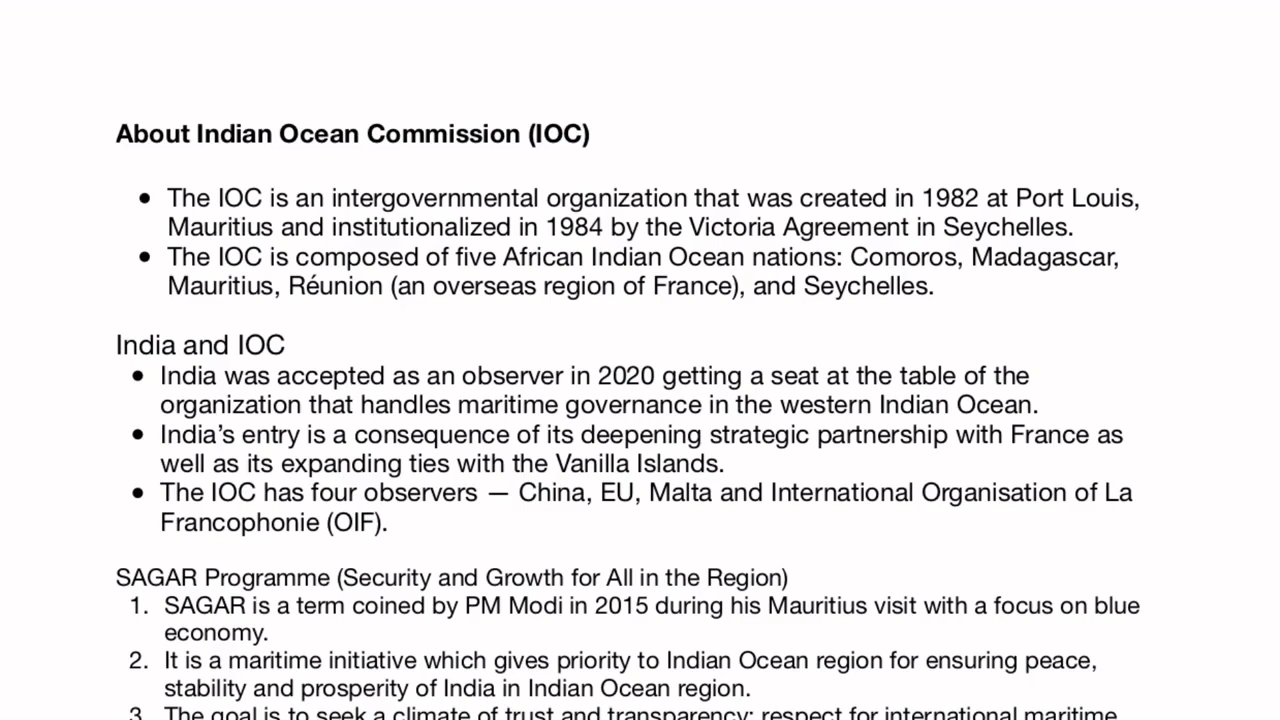 About Indian Ocean Commission (IOC)
• The IOC is an intergovernmental organization that was created in 1982 at Port Louis,
Mauritius and institutionalized in 1984 by the Victoria Agreement in Seychelles.
• The IOC is composed of five African Indian Ocean nations: Comoros, Madagascar,
Mauritius, Réunion (an overseas region of France), and Seychelles.
India and IOC
• India was accepted as an observer in 2020 getting a seat at the table of the
organization that handles maritime governance in the western Indian Ocean.
• India’s entry is a consequence of its deepening strategic partnership with France as
well as its expanding ties with the Vanilla Islands.
• The IOC has four observers — China, EU, Malta and International Organisation of La
Francophonie (OIF).
SAGAR Programme (Security and Growth for All in the Region)
1. SAGAR is a term coined by PM Modi in 2015 during his Mauritius visit with a focus on blue
economy.
2. It is a maritime initiative which gives priority to Indian Ocean region for ensuring peace,
stability and prosperity of India in Indian Ocean region.
3. The goal is to seek a climate of trust and transparency; respect for international maritime